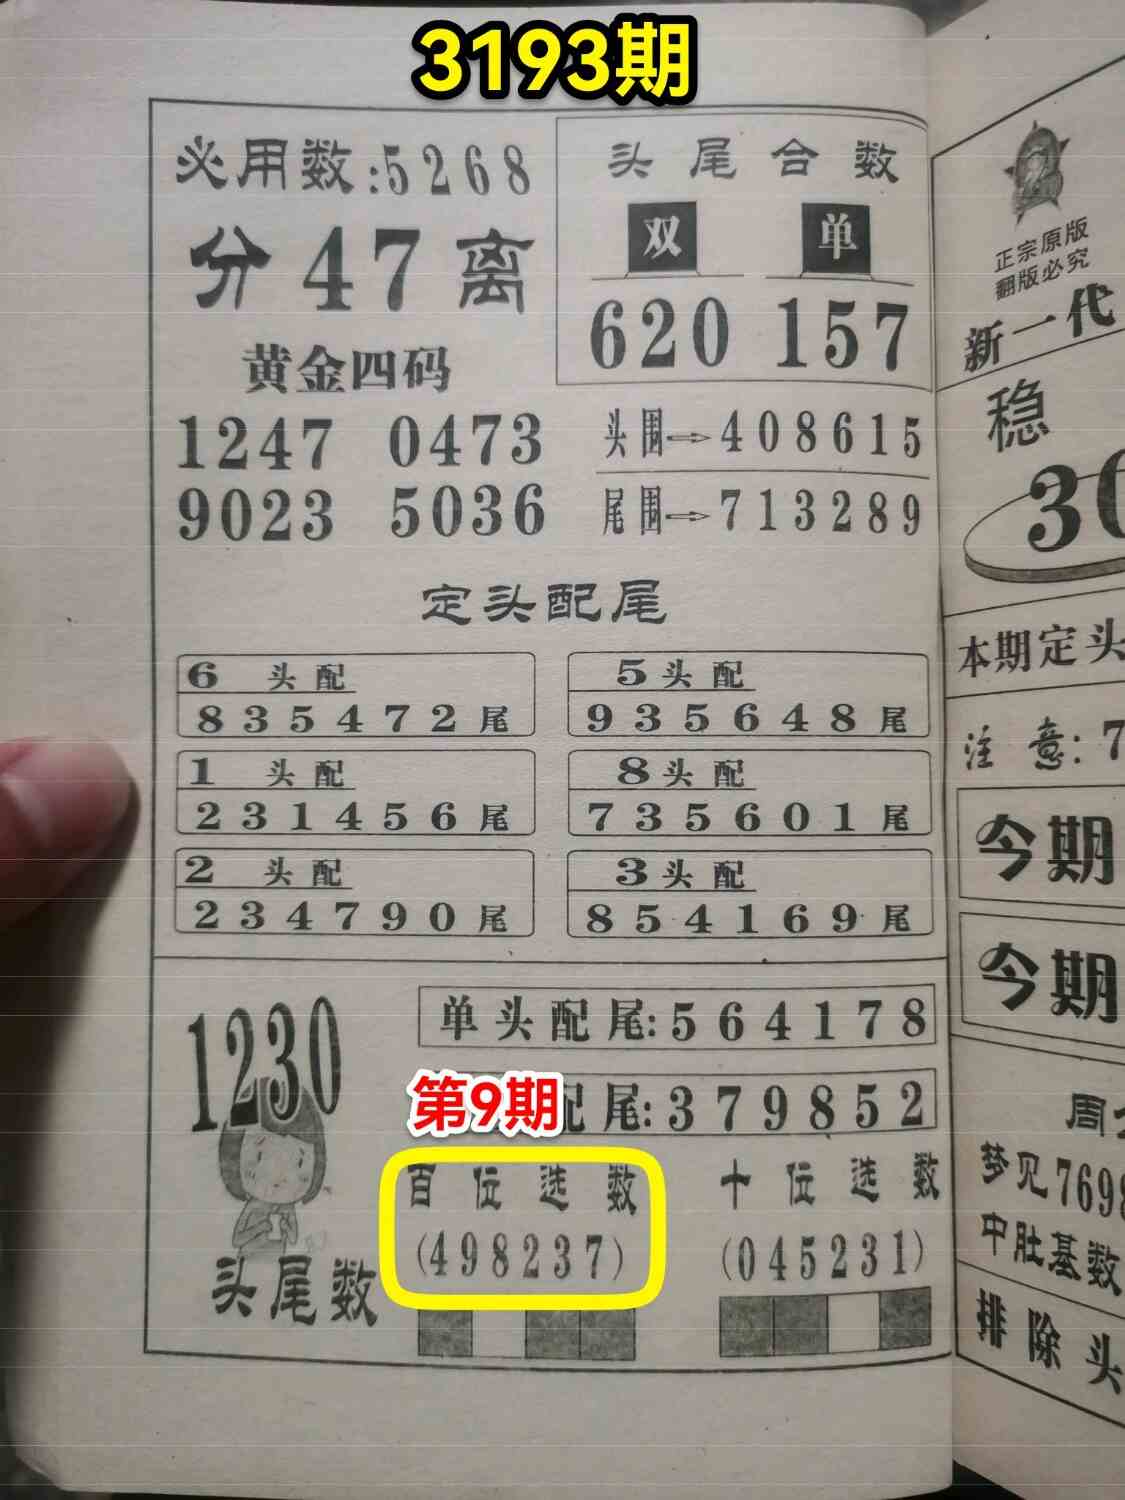 3193期
必用数:5268
分47离
黄金四码
1247 0473
9023 5036
头尾合数
双 单
620 157
头围→408615
尾围→713289
定头配尾
6 头配
835472尾
5头配
935648尾
1 头配
231456尾
8头配
735601尾
2 头配
234790尾
3头配
854169尾
1230
头尾数
单头配尾:564178
第9期
配尾:379852
百位选数
(498237)
十位选数
(045231)
正宗原版
翻版必究
新一代
稳
30
本期定头
注意:7
今期
今期
周
梦见769
中肚基数
排除头